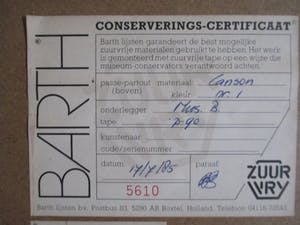 CONSERVERINGS-CERTIFICAAT
Barth lijsten garandeert de best mogelijke
zuurvrije materialen gebruikt te hebben. Het werk
is gemonteerd met zuurvrije tape op een wijze die
museum-conservators verantwoord achten.
passe-partout materiaal: Canson
(boven) kleur: nr. 1
onderlegger Mus. B.
tape P-90
kunstenaar
code/serienummer
datum 17/7/85 paraaf
5610
BARTH
ZUUR
VRY
Barth lijsten bv. Postbus 81 5280 AB Boxtel, Holland. Telefoon